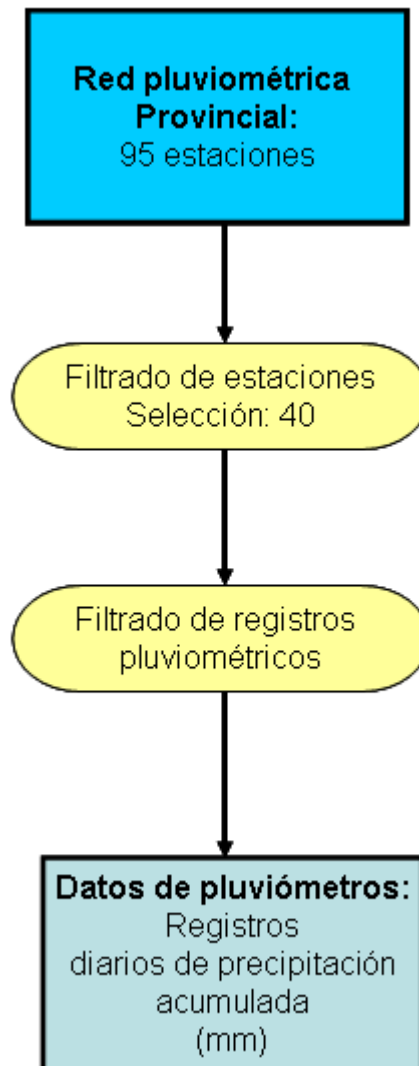 Red pluviométrica
Provincial:
95 estaciones
Filtrado de estaciones
Selección: 40
Filtrado de registros
pluviométricos
Datos de pluviómetros:
Registros
diarios de precipitación
acumulada
(mm)